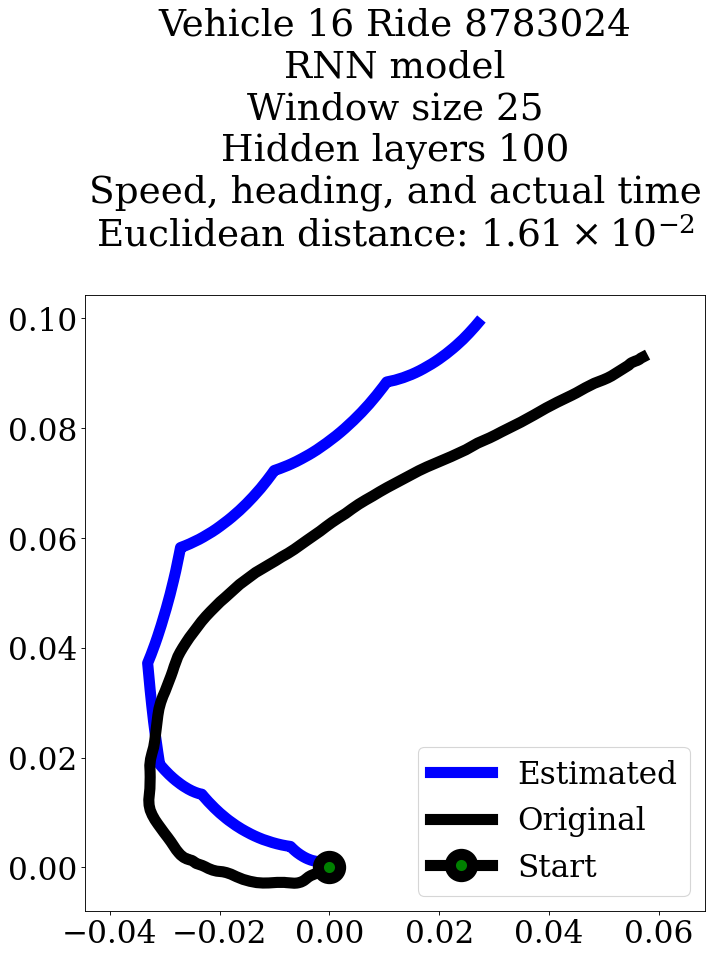 Vehicle 16 Ride 8783024
RNN model
Window size 25
Hidden layers 100
Speed, heading, and actual time
Euclidean distance: 1.61 × 10⁻²
0.10
0.08
0.06
0.04
0.02
0.00
Estimated
Original
Start
−0.04 −0.02 0.00 0.02 0.04 0.06